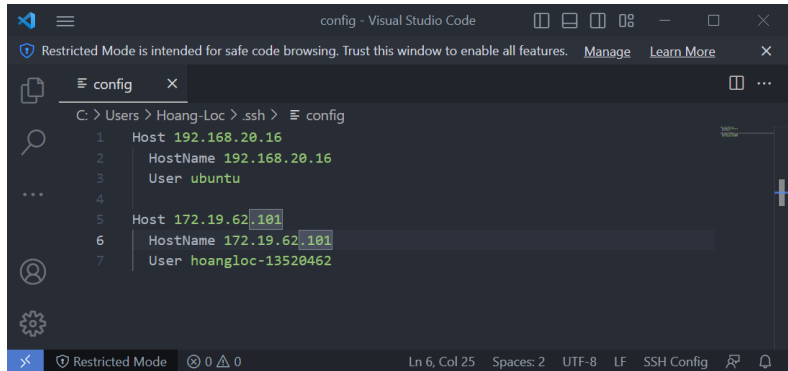 config - Visual Studio Code
Restricted Mode is intended for safe code browsing. Trust this window to enable all features. Manage Learn More
config
C: > Users > Hoang-Loc > .ssh > config
1 Host 192.168.20.16
2 HostName 192.168.20.16
3 User ubuntu
4
5 Host 172.19.62.101
6 HostName 172.19.62.101
7 User hoangloc-13520462
Restricted Mode 0 0 Ln 6, Col 25 Spaces: 2 UTF-8 LF SSH Config